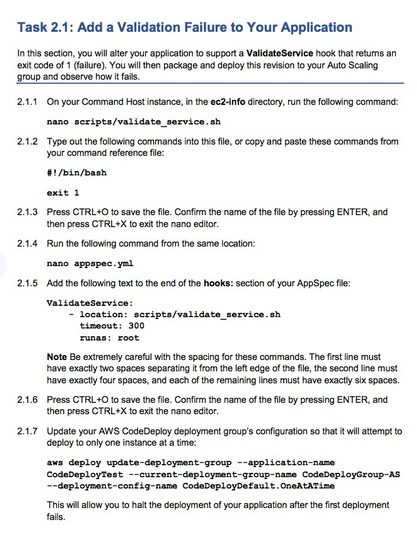 Task 2.1: Add a Validation Failure to Your Application
In this section, you will alter your application to support a ValidateService hook that returns an
exit code of 1 (failure). You will then package and deploy this revision to your Auto Scaling
group and observe how it fails.
2.1.1 On your Command Host instance, in the ec2-info directory, run the following command:
nano scripts/validate_service.sh
2.1.2 Type out the following commands into this file, or copy and paste these commands from
your command reference file:
#!/bin/bash
exit 1
2.1.3 Press CTRL+O to save the file. Confirm the name of the file by pressing ENTER, and
then press CTRL+X to exit the nano editor.
2.1.4 Run the following command from the same location:
nano appspec.yml
2.1.5 Add the following text to the end of the hooks: section of your AppSpec file:
ValidateService:
- location: scripts/validate_service.sh
timeout: 300
runas: root
Note Be extremely careful with the spacing for these commands. The first line must
have exactly two spaces separating it from the left edge of the file, the second line must
have exactly four spaces, and each of the remaining lines must have exactly six spaces.
2.1.6 Press CTRL+O to save the file. Confirm the name of the file by pressing ENTER, and
then press CTRL+X to exit the nano editor.
2.1.7 Update your AWS CodeDeploy deployment group's configuration so that it will attempt to
deploy to only one instance at a time:
aws deploy update-deployment-group --application-name
CodeDeployTest --current-deployment-group-name CodeDeployGroup-AS
--deployment-config-name CodeDeployDefault.OneAtATime
This will allow you to halt the deployment of your application after the first deployment
fails.